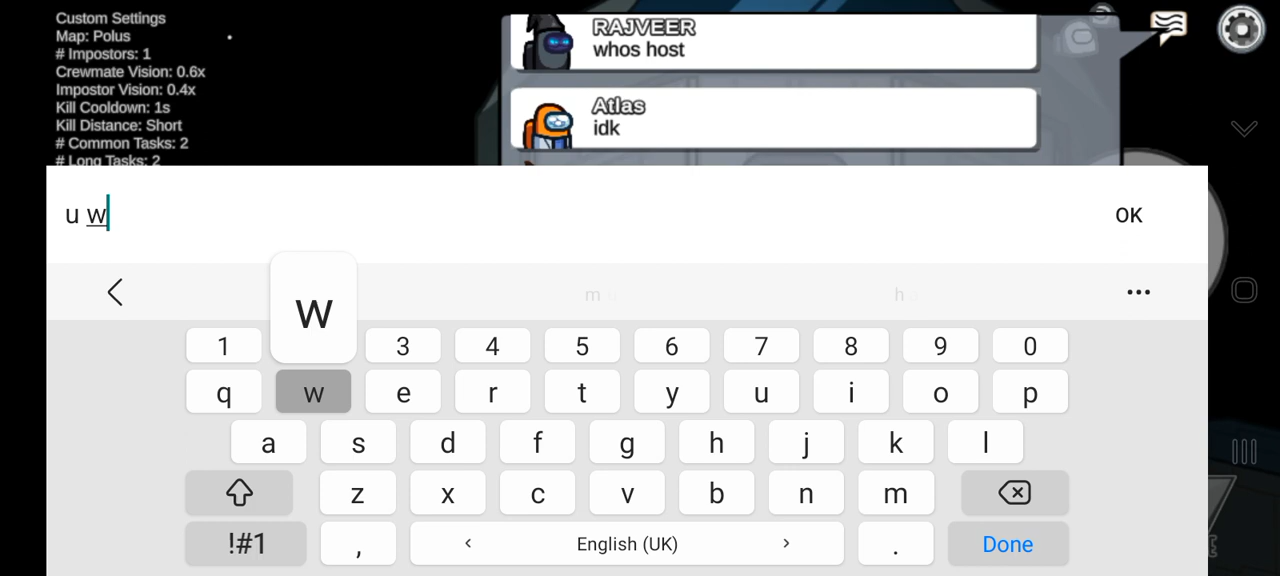 Custom Settings
Map: Polus
# Impostors: 1
Crewmate Vision: 0.6x
Impostor Vision: 0.4x
Kill Cooldown: 1s
Kill Distance: Short
# Common Tasks: 2
# Long Tasks: 2
RAJVEER
whos host
Atlas
idk
u w
OK
m
h
w
1 3 4 5 6 7 8 9 0
q w e r t y u i o p
a s d f g h j k l
z x c v b n m
!#1 , < English (UK) > . Done